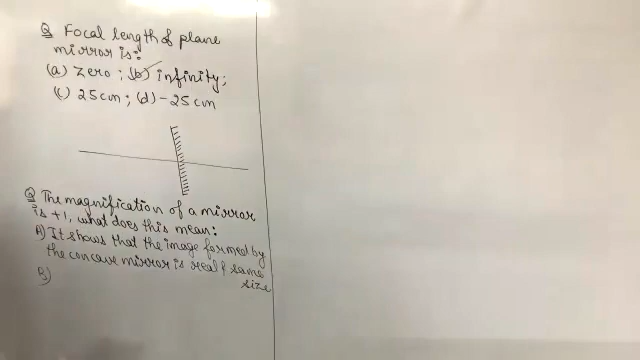 Q Focal length of plane
mirror is:
(a) Zero ; (b) infinity;
(c) 25cm; (d) -25cm
Q The magnification of a mirror
is +1, what does this mean:
A) It shows that the image formed by
the concave mirror is real & same
size
B)